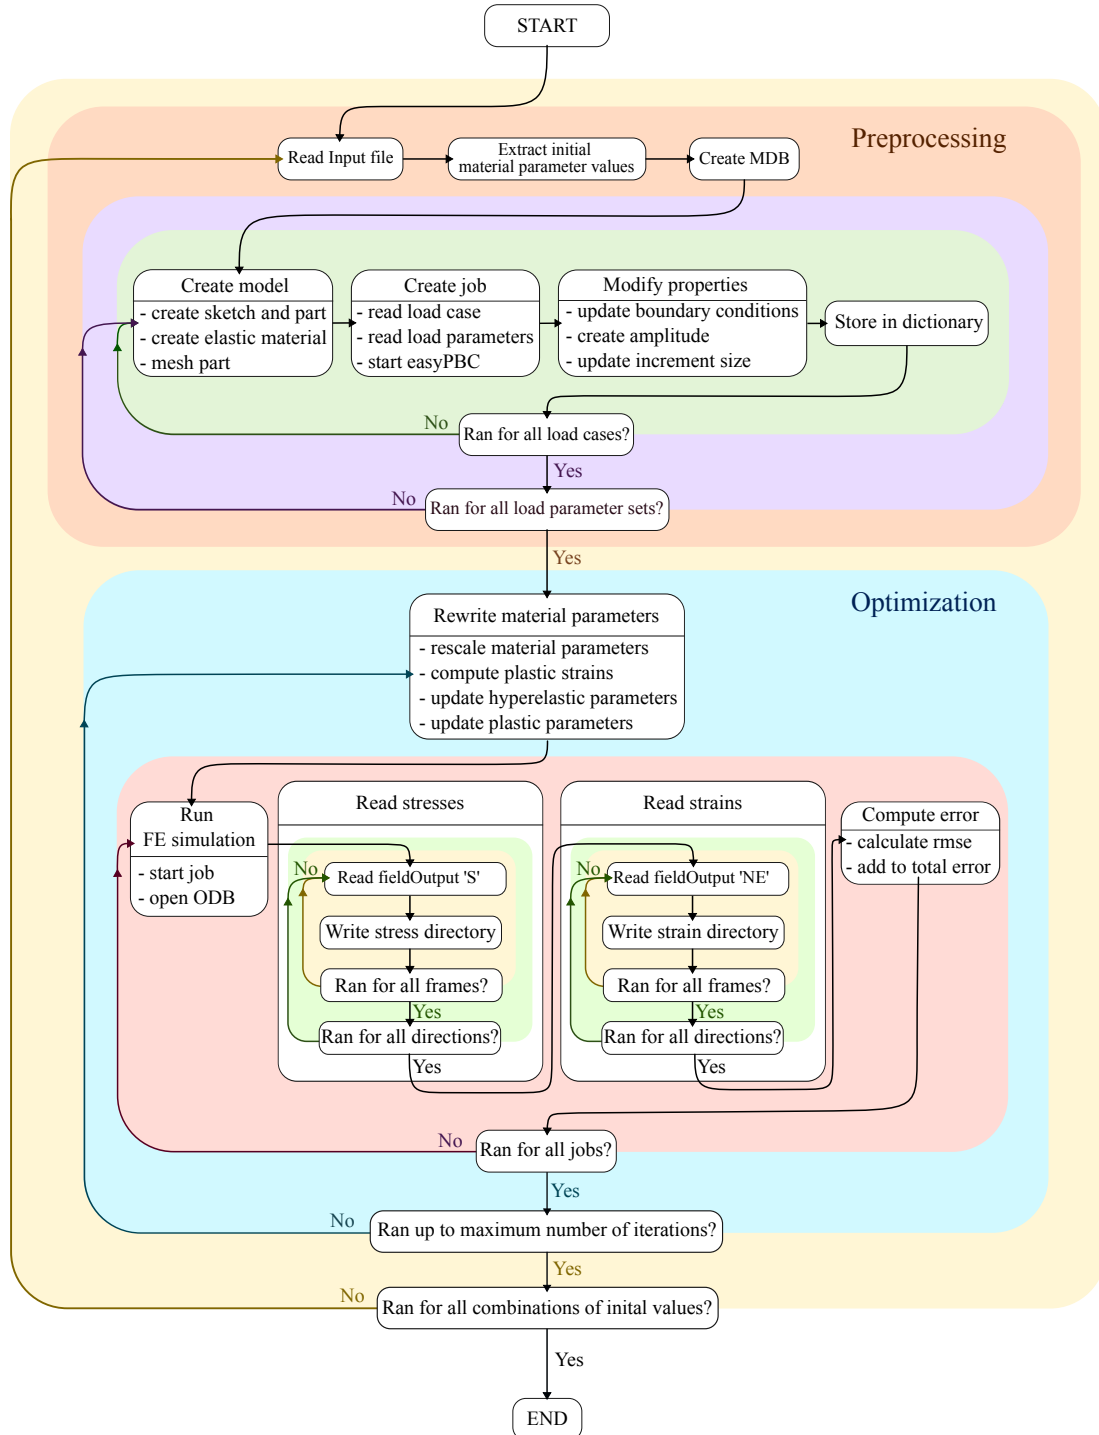 START
Preprocessing
Read Input file
Extract initial
material parameter values
Create MDB
Create model
- create sketch and part
- create elastic material
- mesh part
Create job
- read load case
- read load parameters
- start easyPBC
Modify properties
- update boundary conditions
- create amplitude
- update increment size
Store in dictionary
No
Ran for all load cases?
Yes
No
Ran for all load parameter sets?
Yes
Optimization
Rewrite material parameters
- rescale material parameters
- compute plastic strains
- update hyperelastic parameters
- update plastic parameters
Run
FE simulation
- start job
- open ODB
Read stresses
No
Read fieldOutput 'S'
Write stress directory
Ran for all frames?
Yes
Ran for all directions?
Yes
Read strains
No
Read fieldOutput 'NE'
Write strain directory
Ran for all frames?
Yes
Ran for all directions?
Yes
Compute error
- calculate rmse
- add to total error
No
Ran for all jobs?
Yes
No
Ran up to maximum number of iterations?
Yes
No
Ran for all combinations of inital values?
Yes
END